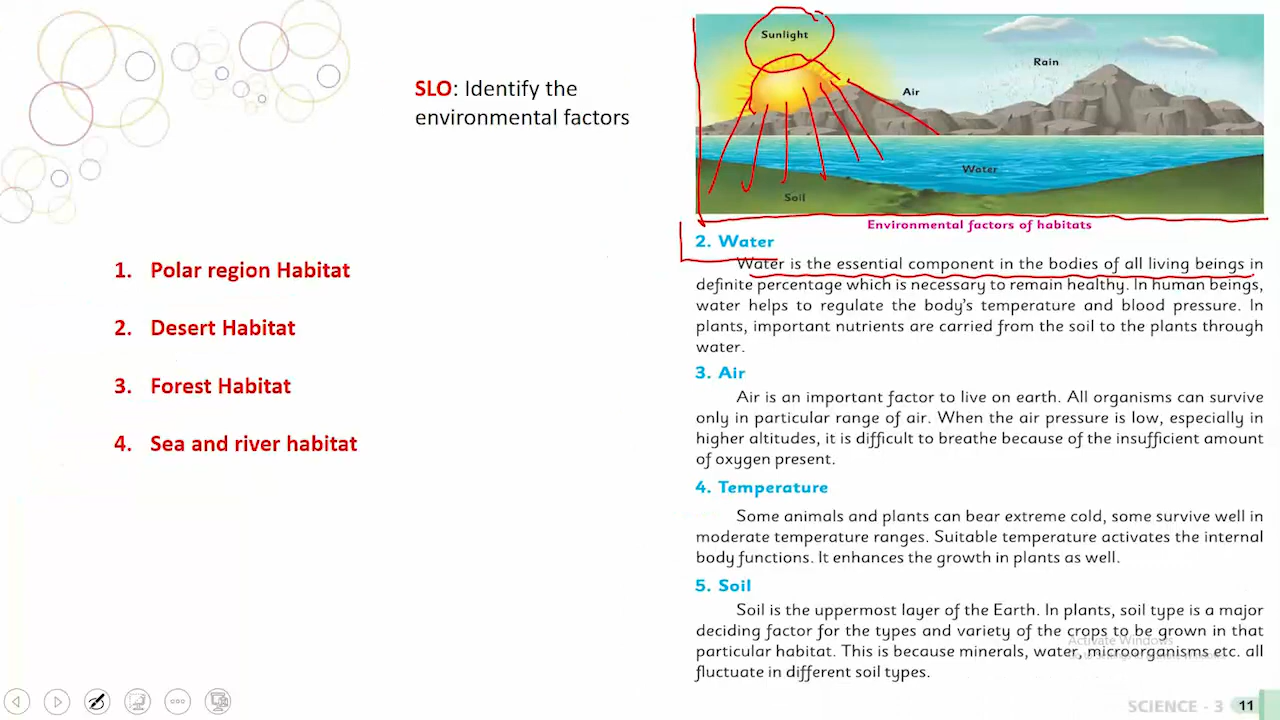 SLO: Identify the
environmental factors
1. Polar region Habitat
2. Desert Habitat
3. Forest Habitat
4. Sea and river habitat
Sunlight
Rain
Air
Water
Soil
Environmental factors of habitats
2. Water
Water is the essential component in the bodies of all living beings in
definite percentage which is necessary to remain healthy. In human beings,
water helps to regulate the body's temperature and blood pressure. In
plants, important nutrients are carried from the soil to the plants through
water.
3. Air
Air is an important factor to live on earth. All organisms can survive
only in particular range of air. When the air pressure is low, especially in
higher altitudes, it is difficult to breathe because of the insufficient amount
of oxygen present.
4. Temperature
Some animals and plants can bear extreme cold, some survive well in
moderate temperature ranges. Suitable temperature activates the internal
body functions. It enhances the growth in plants as well.
5. Soil
Soil is the uppermost layer of the Earth. In plants, soil type is a major
deciding factor for the types and variety of the crops to be grown in that
particular habitat. This is because minerals, water, microorganisms etc. all
fluctuate in different soil types.
Activate Windows
SCIENCE - 3 11